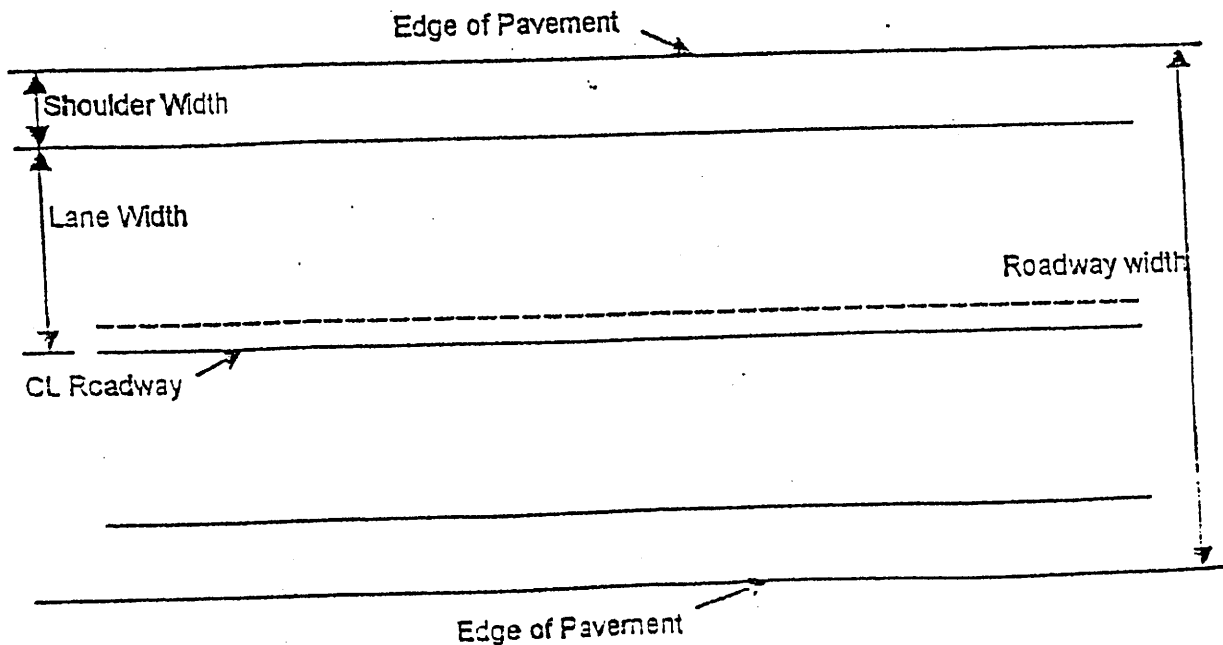 Edge of Pavement
Shoulder Width
Lane Width
Roadway width
CL Roadway
Edge of Pavement